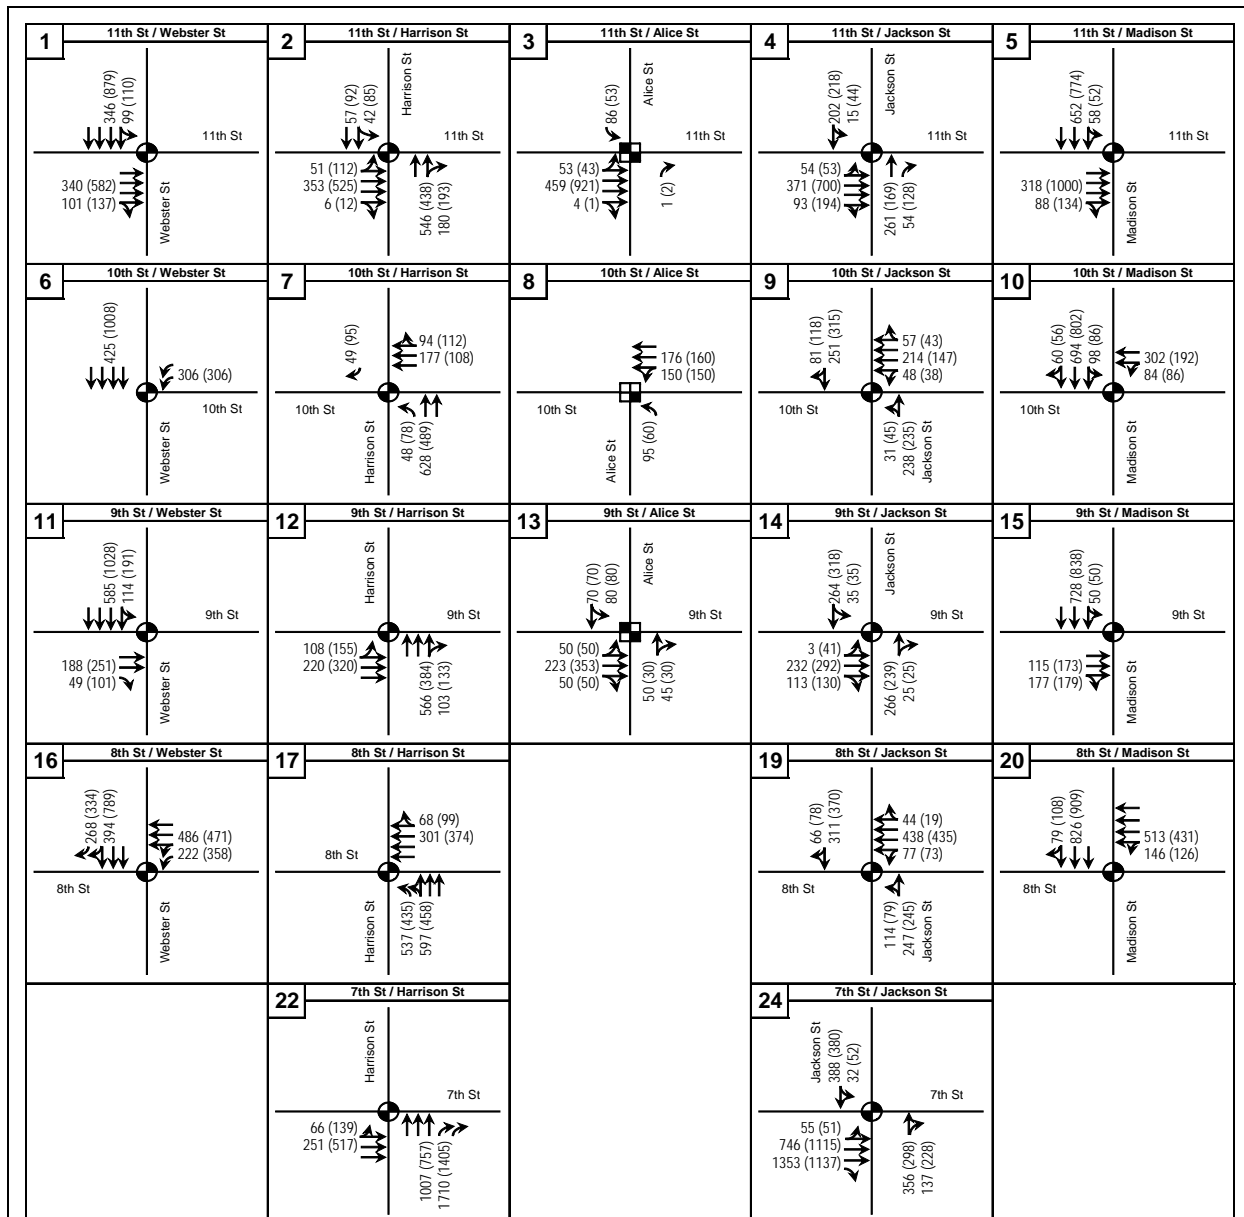 1
11th St / Webster St
346 (879)
99 (110)
11th St
340 (582)
101 (137)
Webster St
2
11th St / Harrison St
57 (92)
42 (85)
Harrison St
11th St
51 (112)
353 (525)
6 (12)
546 (438)
180 (193)
3
11th St / Alice St
86 (53)
Alice St
11th St
53 (43)
459 (921)
4 (1)
1 (2)
4
11th St / Jackson St
202 (218)
15 (44)
Jackson St
11th St
54 (53)
371 (700)
93 (194)
261 (169)
54 (128)
5
11th St / Madison St
652 (774)
58 (52)
11th St
318 (1000)
88 (134)
Madison St
6
10th St / Webster St
425 (1008)
306 (306)
10th St
Webster St
7
10th St / Harrison St
49 (95)
94 (112)
177 (108)
10th St
Harrison St
48 (78)
628 (489)
8
10th St / Alice St
176 (160)
150 (150)
10th St
Alice St
95 (60)
9
10th St / Jackson St
81 (118)
251 (315)
57 (43)
214 (147)
48 (38)
10th St
31 (45)
238 (235)
Jackson St
10
10th St / Madison St
60 (56)
694 (802)
98 (86)
302 (192)
84 (86)
10th St
Madison St
11
9th St / Webster St
585 (1028)
114 (191)
9th St
188 (251)
49 (101)
Webster St
12
9th St / Harrison St
Harrison St
9th St
108 (155)
220 (320)
566 (384)
103 (133)
13
9th St / Alice St
70 (70)
80 (80)
Alice St
9th St
50 (50)
223 (353)
50 (50)
50 (30)
45 (30)
14
9th St / Jackson St
264 (318)
35 (35)
Jackson St
9th St
3 (41)
232 (292)
113 (130)
266 (239)
25 (25)
15
9th St / Madison St
728 (838)
50 (50)
9th St
115 (173)
177 (179)
Madison St
16
8th St / Webster St
268 (334)
394 (789)
486 (471)
222 (358)
8th St
Webster St
17
8th St / Harrison St
68 (99)
301 (374)
8th St
Harrison St
537 (435)
597 (458)
19
8th St / Jackson St
66 (78)
311 (370)
44 (19)
438 (435)
77 (73)
8th St
114 (79)
247 (245)
Jackson St
20
8th St / Madison St
79 (108)
826 (909)
513 (431)
146 (126)
8th St
Madison St
22
7th St / Harrison St
Harrison St
7th St
66 (139)
251 (517)
1007 (757)
1710 (1405)
24
7th St / Jackson St
Jackson St
388 (380)
32 (52)
7th St
55 (51)
746 (1115)
1353 (1137)
356 (298)
137 (228)